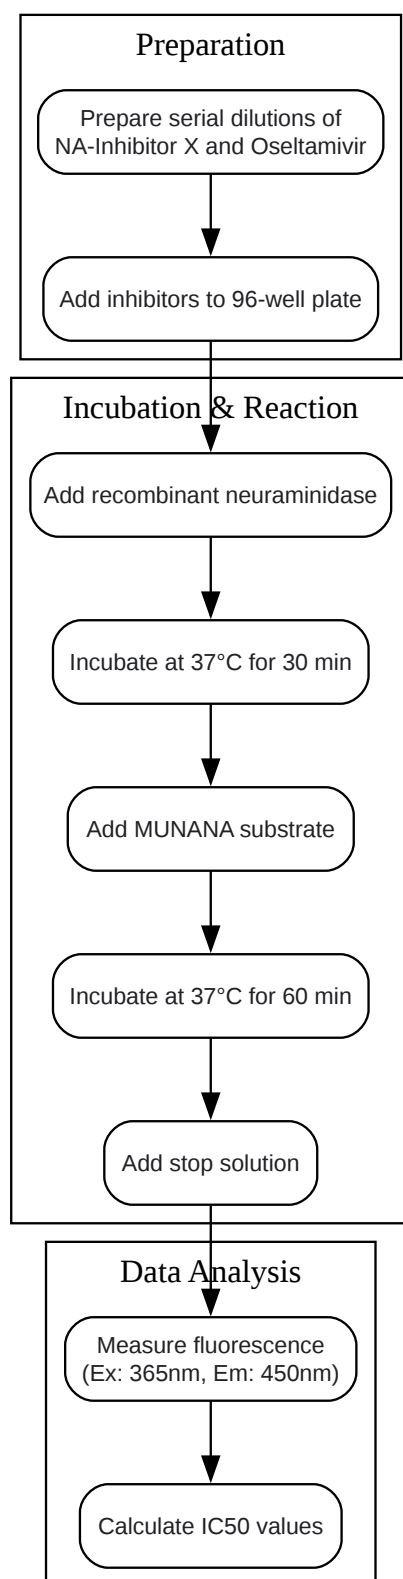 Preparation
Prepare serial dilutions of
NA-Inhibitor X and Oseltamivir
Add inhibitors to 96-well plate
Incubation & Reaction
Add recombinant neuraminidase
Incubate at 37°C for 30 min
Add MUNANA substrate
Incubate at 37°C for 60 min
Add stop solution
Data Analysis
Measure fluorescence
(Ex: 365nm, Em: 450nm)
Calculate IC50 values